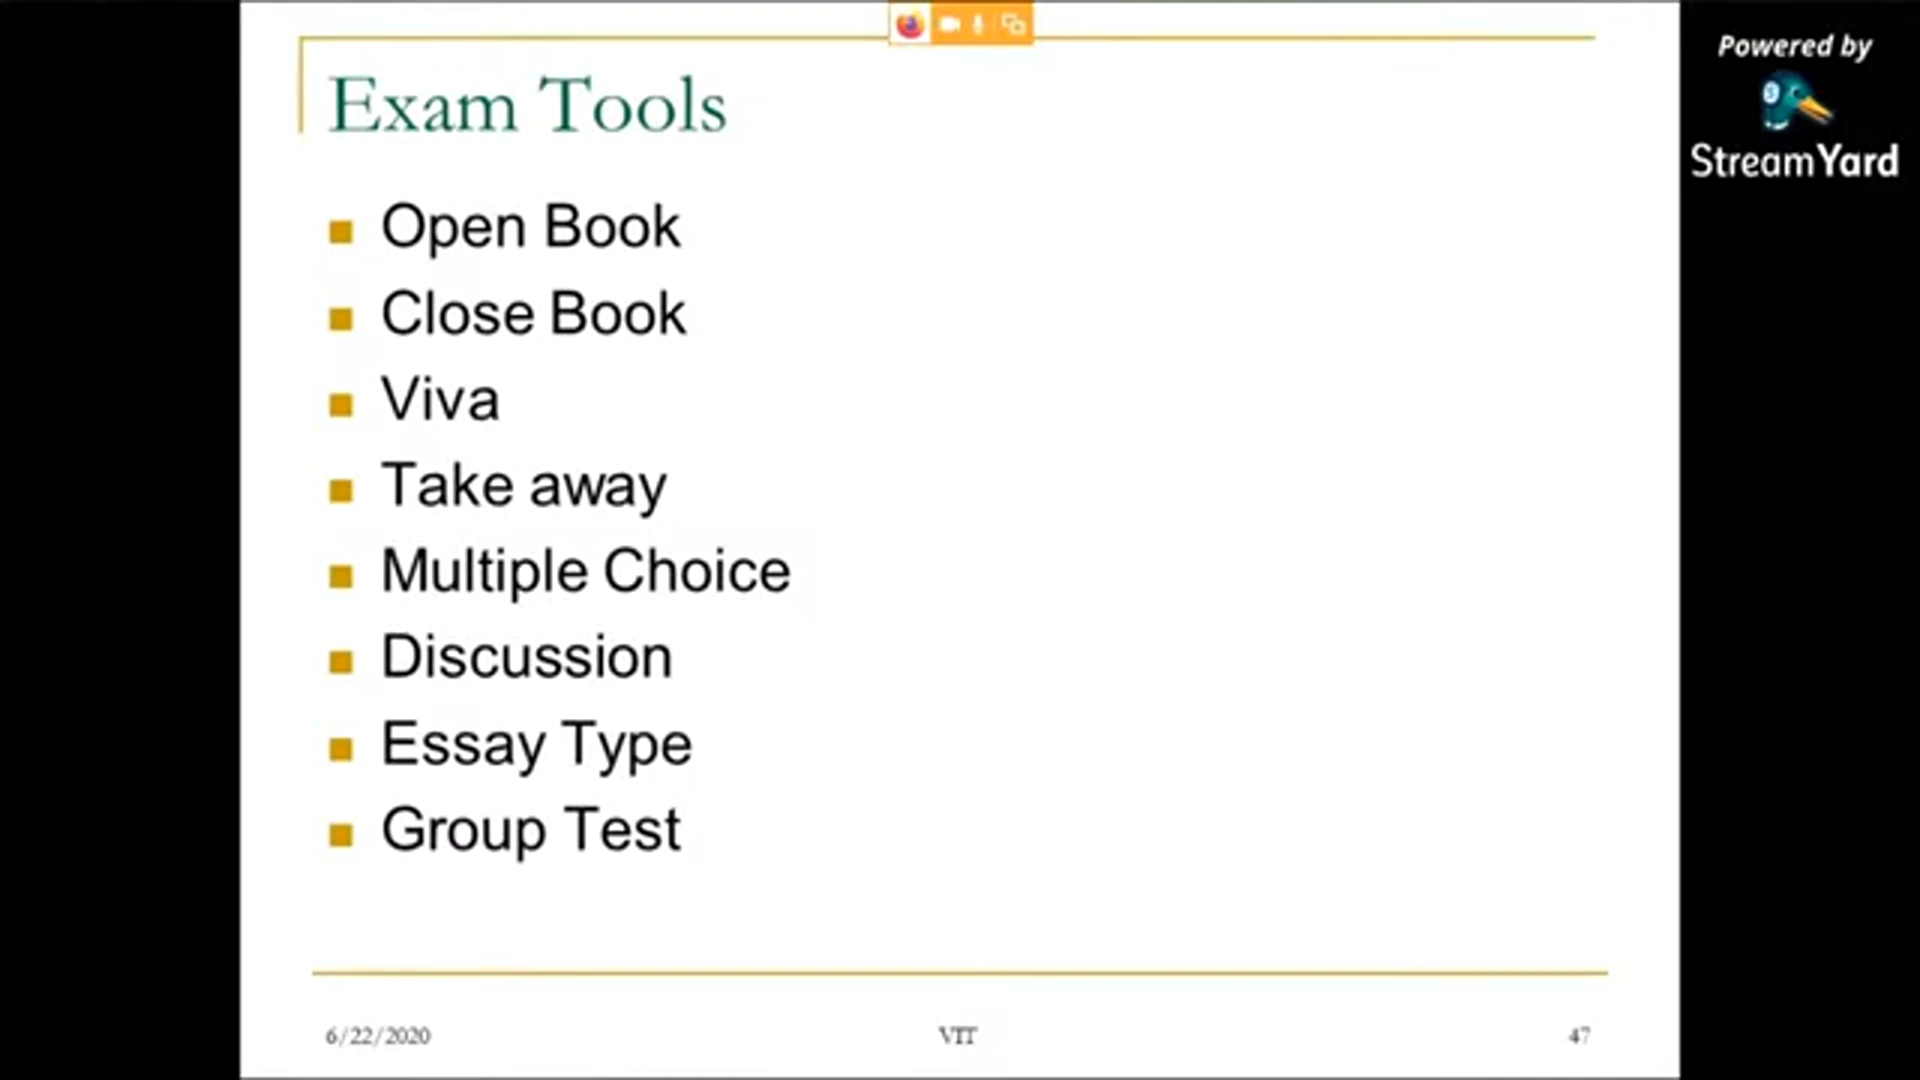 Exam Tools
Open Book
Close Book
Viva
Take away
Multiple Choice
Discussion
Essay Type
Group Test
6/22/2020
VIT
47
Powered by
StreamYard